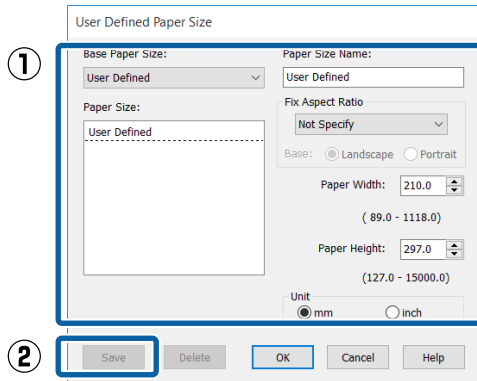 User Defined Paper Size
①
Base Paper Size:
User Defined
Paper Size:
User Defined
Paper Size Name:
User Defined
Fix Aspect Ratio
Not Specify
Base: Landscape Portrait
Paper Width: 210.0
( 89.0 - 1118.0)
Paper Height: 297.0
(127.0 - 15000.0)
Unit
mm inch
②
Save Delete OK Cancel Help